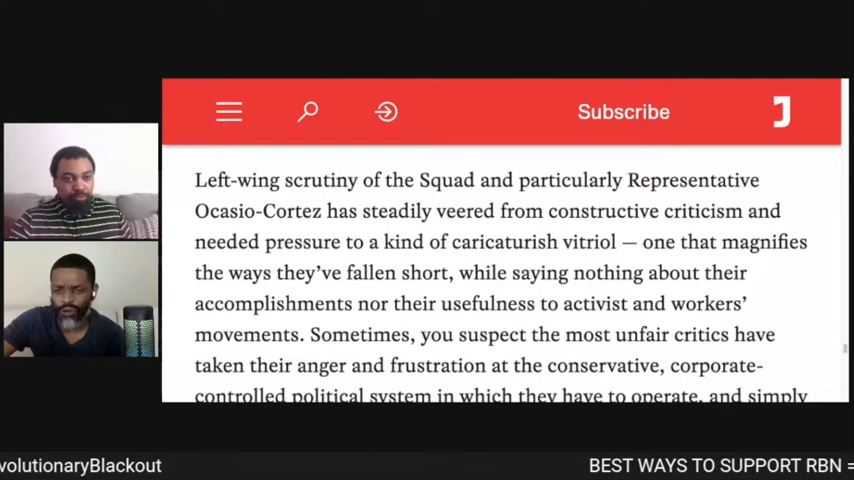 Subscribe
J
Left-wing scrutiny of the Squad and particularly Representative
Ocasio-Cortez has steadily veered from constructive criticism and
needed pressure to a kind of caricaturish vitriol — one that magnifies
the ways they’ve fallen short, while saying nothing about their
accomplishments nor their usefulness to activist and workers’
movements. Sometimes, you suspect the most unfair critics have
taken their anger and frustration at the conservative, corporate-
controlled political system in which they have to operate, and simply
volutionaryBlackout
BEST WAYS TO SUPPORT RBN =